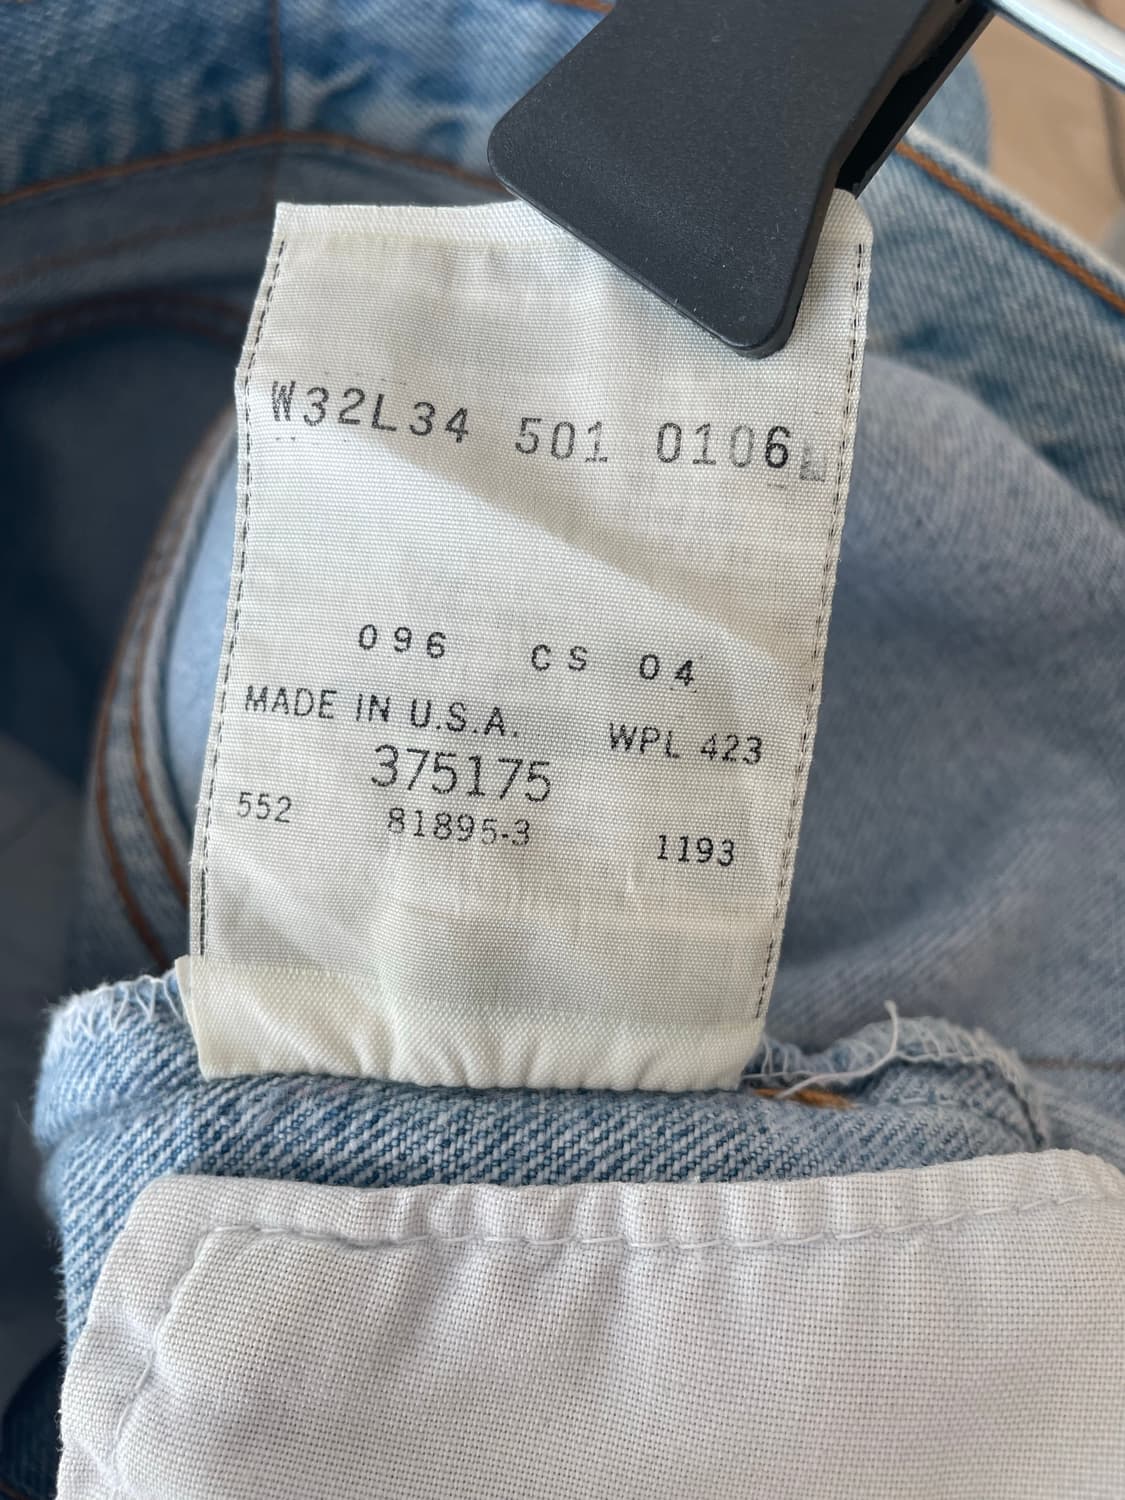 W32L34 501 0106
096 CS 04
MADE IN U.S.A. WPL 423
375175
552 81895-3 1193